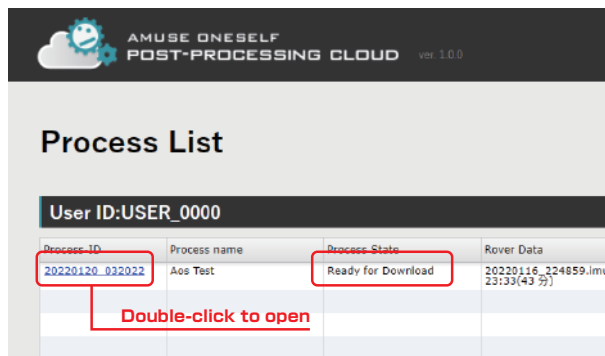 AMUSE ONESELF
POST-PROCESSING CLOUD ver. 1.0.0
Process List
User ID:USER_0000
Process ID Process name Process State Rover Data
20220120_032022 Aos Test Ready for Download 20220116_224859.imu
23:33(43 分)
Double-click to open